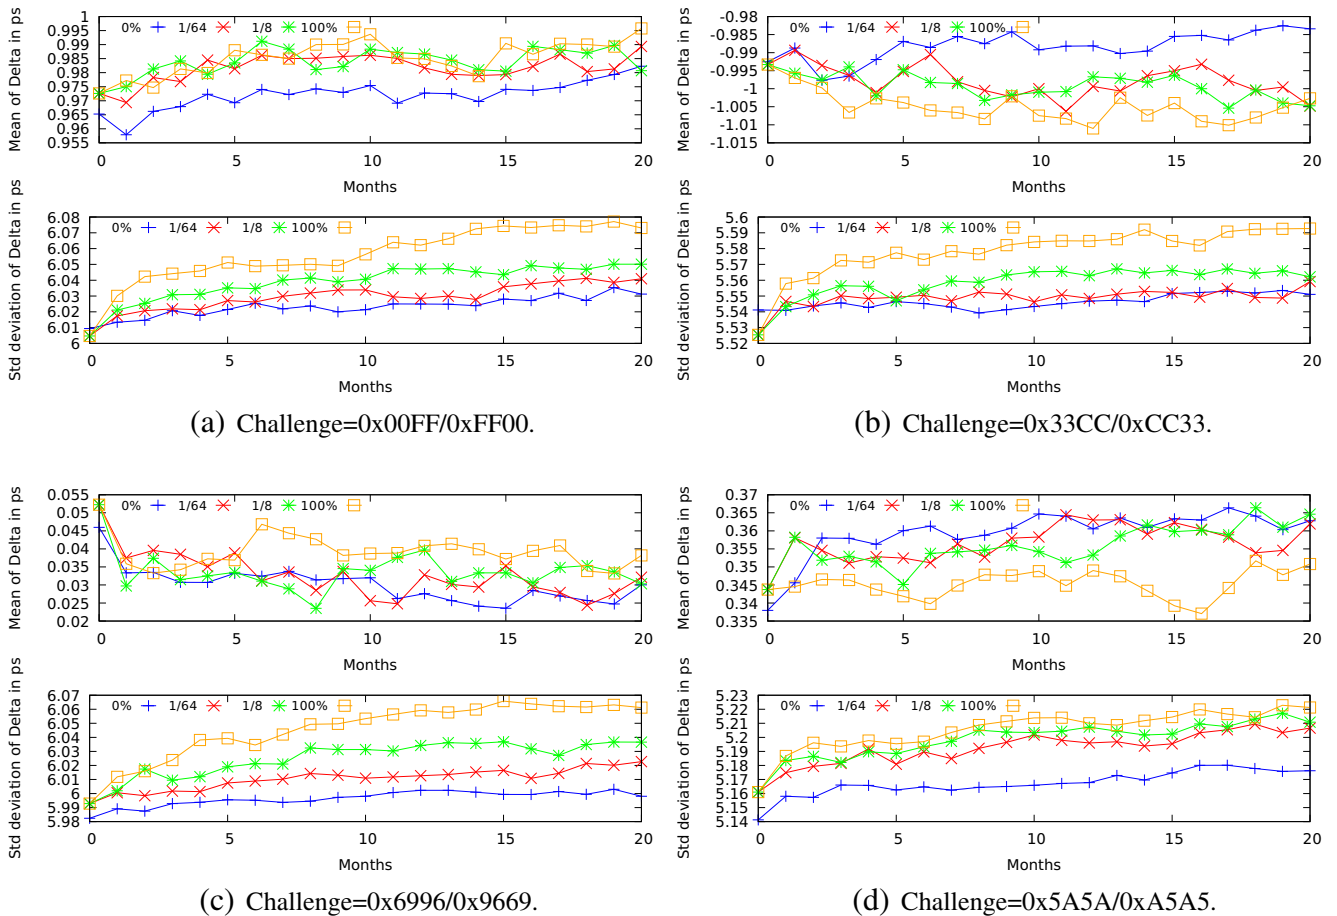 Mean of Delta in ps
1
0.995
0.99
0.985
0.98
0.975
0.97
0.965
0.96
0.955
0% 1/64 1/8 100%
0 5 10 15 20
Months
Std deviation of Delta in ps
6.08
6.07
6.05
6.04
6.03
6.02
6.01
6
0% 1/64 1/8 100%
0 5 10 15 20
Months
(a) Challenge=0x00FF/0xFF00.
Mean of Delta in ps
-0.98
-0.985
-0.99
-0.995
-1
-1.005
-1.01
-1.015
0% 1/64 1/8 100%
0 5 10 15 20
Months
Std deviation of Delta in ps
5.6
5.59
5.57
5.56
5.55
5.54
5.53
5.52
0% 1/64 1/8 100%
0 5 10 15 20
Months
(b) Challenge=0x33CC/0xCC33.
Mean of Delta in ps
0.055
0.05
0.045
0.04
0.035
0.03
0.025
0.02
0% 1/64 1/8 100%
0 5 10 15 20
Months
Std deviation of Delta in ps
6.07
6.06
6.04
6.03
6.02
6.01
6
5.99
5.98
0% 1/64 1/8 100%
0 5 10 15 20
Months
(c) Challenge=0x6996/0x9669.
Mean of Delta in ps
0.37
0.365
0.36
0.355
0.35
0.345
0.34
0.335
0% 1/64 1/8 100%
0 5 10 15 20
Months
Std deviation of Delta in ps
5.23
5.22
5.21
5.2
5.19
5.18
5.16
5.15
5.14
0% 1/64 1/8 100%
0 5 10 15 20
Months
(d) Challenge=0x5A5A/0xA5A5.